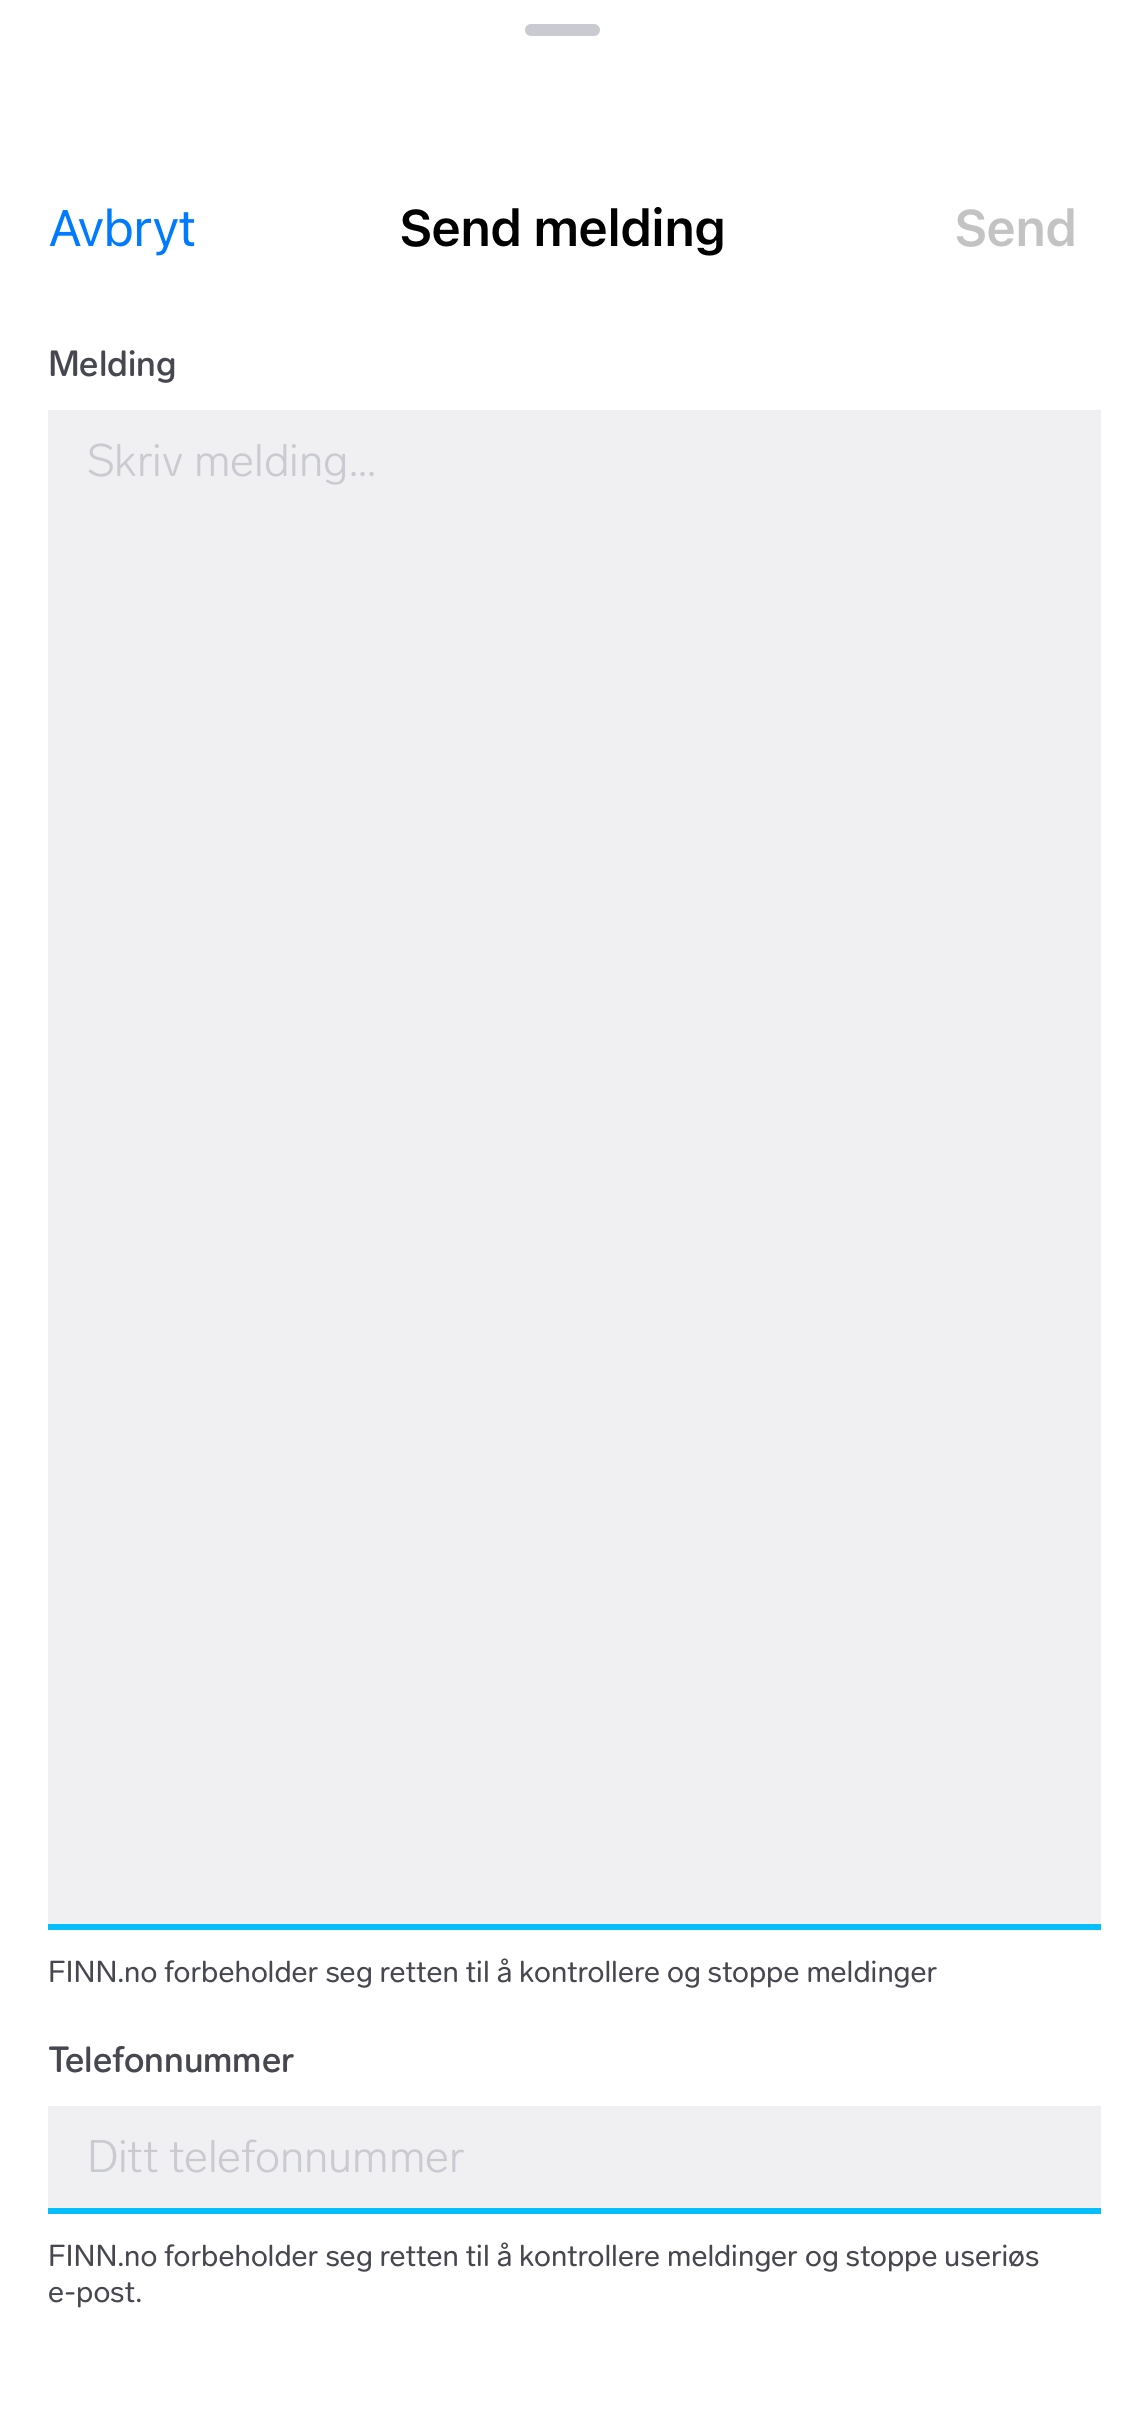 Avbryt Send melding Send
Melding
Skriv melding...
FINN.no forbeholder seg retten til å kontrollere og stoppe meldinger
Telefonnummer
Ditt telefonnummer
FINN.no forbeholder seg retten til å kontrollere meldinger og stoppe useriøs
e-post.